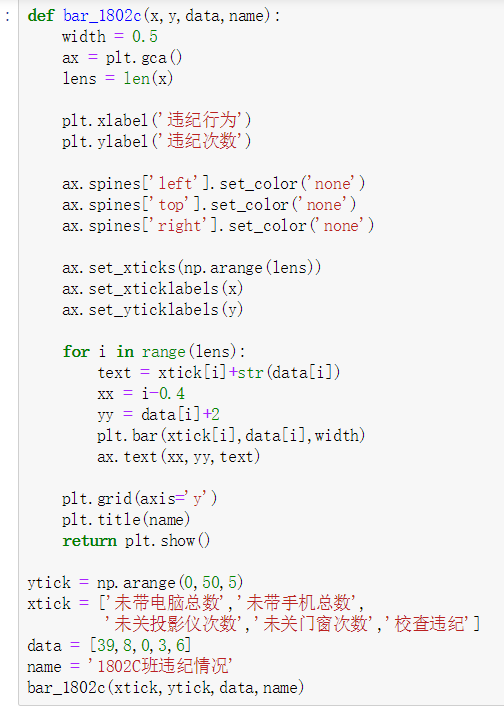 : def bar_1802c(x,y,data,name):
    width = 0.5
    ax = plt.gca()
    lens = len(x)

    plt.xlabel('违纪行为')
    plt.ylabel('违纪次数')

    ax.spines['left'].set_color('none')
    ax.spines['top'].set_color('none')
    ax.spines['right'].set_color('none')

    ax.set_xticks(np.arange(lens))
    ax.set_xticklabels(x)
    ax.set_yticklabels(y)

    for i in range(lens):
        text = xtick[i]+str(data[i])
        xx = i-0.4
        yy = data[i]+2
        plt.bar(xtick[i],data[i],width)
        ax.text(xx,yy,text)

    plt.grid(axis='y')
    plt.title(name)
    return plt.show()

ytick = np.arange(0,50,5)
xtick = ['未带电脑总数','未带手机总数',
        '未关投影仪次数','未关门窗次数','校查违纪']
data = [39,8,0,3,6]
name = '1802C班违纪情况'
bar_1802c(xtick,ytick,data,name)